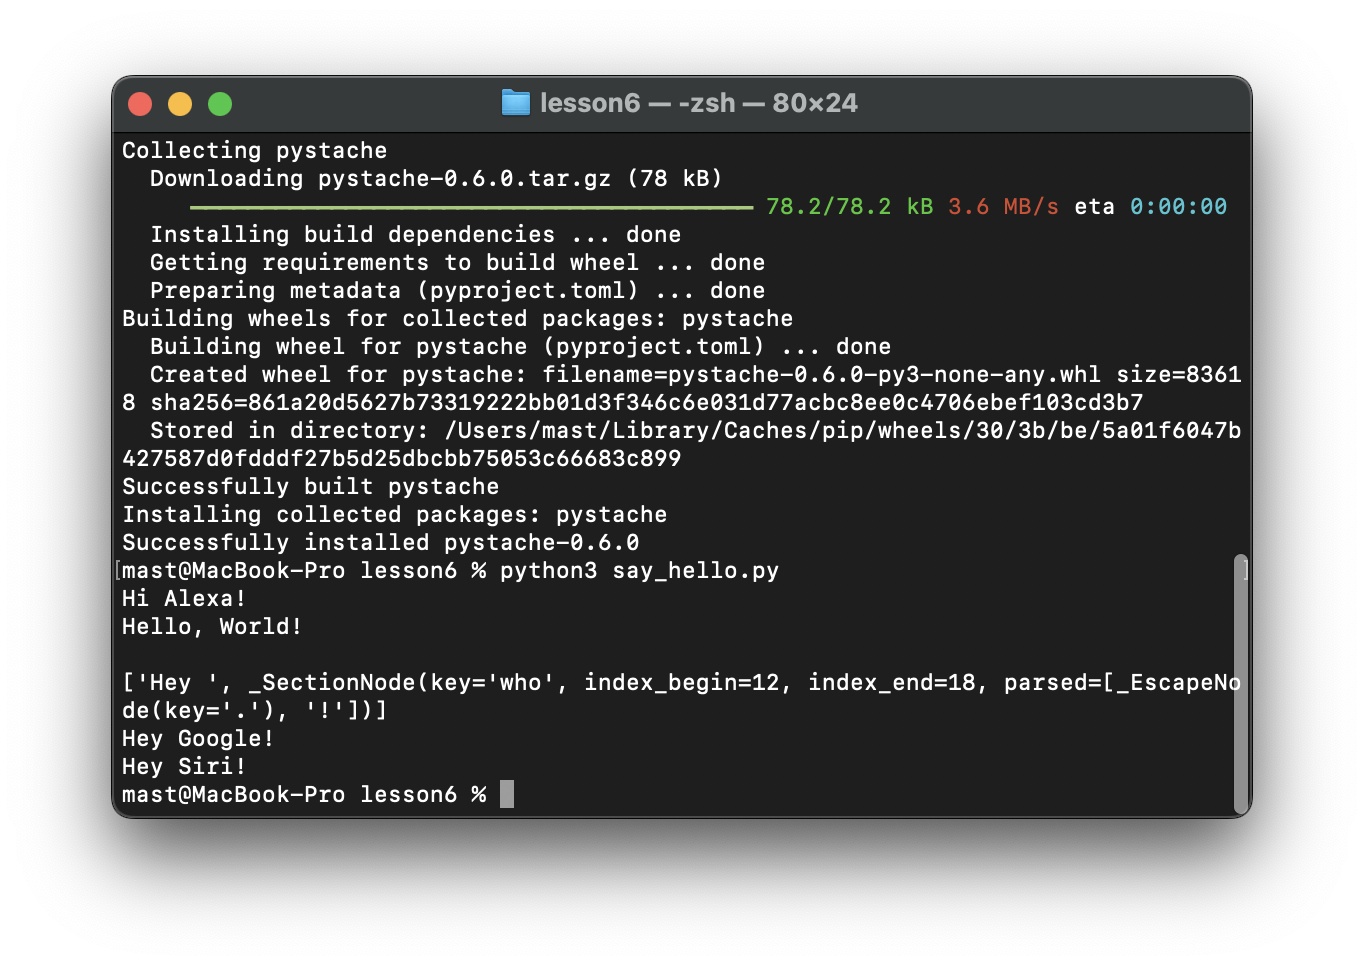 lesson6 — -zsh — 80×24
Collecting pystache
  Downloading pystache-0.6.0.tar.gz (78 kB)
78.2/78.2 kB 3.6 MB/s eta 0:00:00
  Installing build dependencies ... done
  Getting requirements to build wheel ... done
  Preparing metadata (pyproject.toml) ... done
Building wheels for collected packages: pystache
  Building wheel for pystache (pyproject.toml) ... done
  Created wheel for pystache: filename=pystache-0.6.0-py3-none-any.whl size=8361
8 sha256=861a20d5627b73319222bb01d3f346c6e031d77acbc8ee0c4706ebef103cd3b7
  Stored in directory: /Users/mast/Library/Caches/pip/wheels/30/3b/be/5a01f6047b
427587d0fdddf27b5d25dbcbb75053c66683c899
Successfully built pystache
Installing collected packages: pystache
Successfully installed pystache-0.6.0
[mast@MacBook-Pro lesson6 % python3 say_hello.py ]
Hi Alexa!
Hello, World!
['Hey ', _SectionNode(key='who', index_begin=12, index_end=18, parsed=[_EscapeNo
de(key='.'), '!'])]
Hey Google!
Hey Siri!
mast@MacBook-Pro lesson6 %